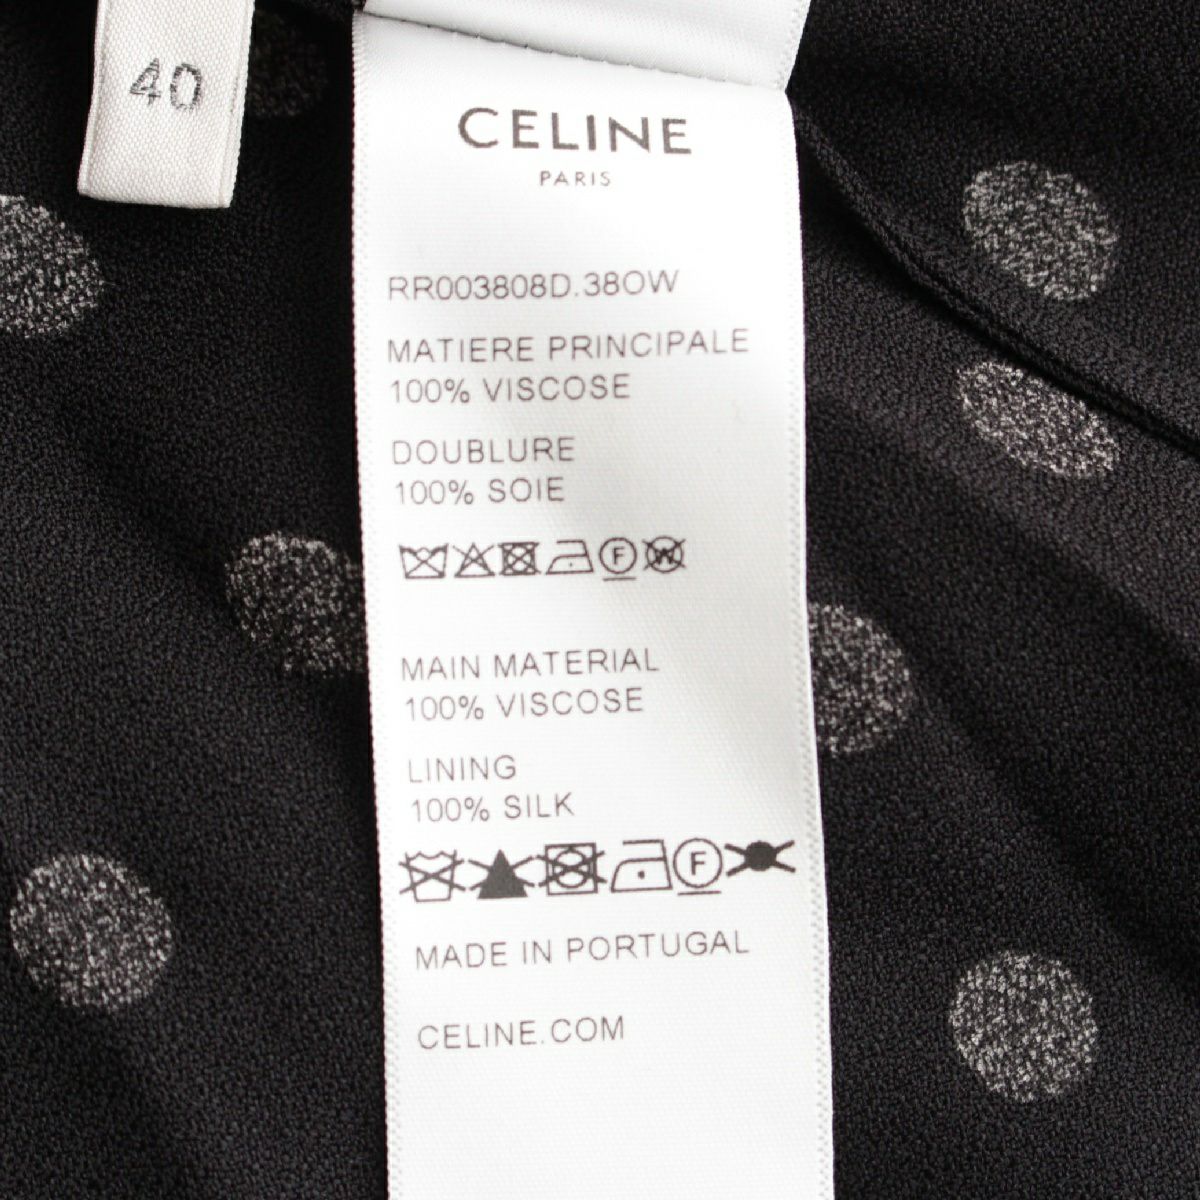 40
CELINE
PARIS
RR003808D.38OW
MATIERE PRINCIPALE
100% VISCOSE
DOUBLURE
100% SOIE
F W
MAIN MATERIAL
100% VISCOSE
LINING
100% SILK
F
MADE IN PORTUGAL
CELINE.COM